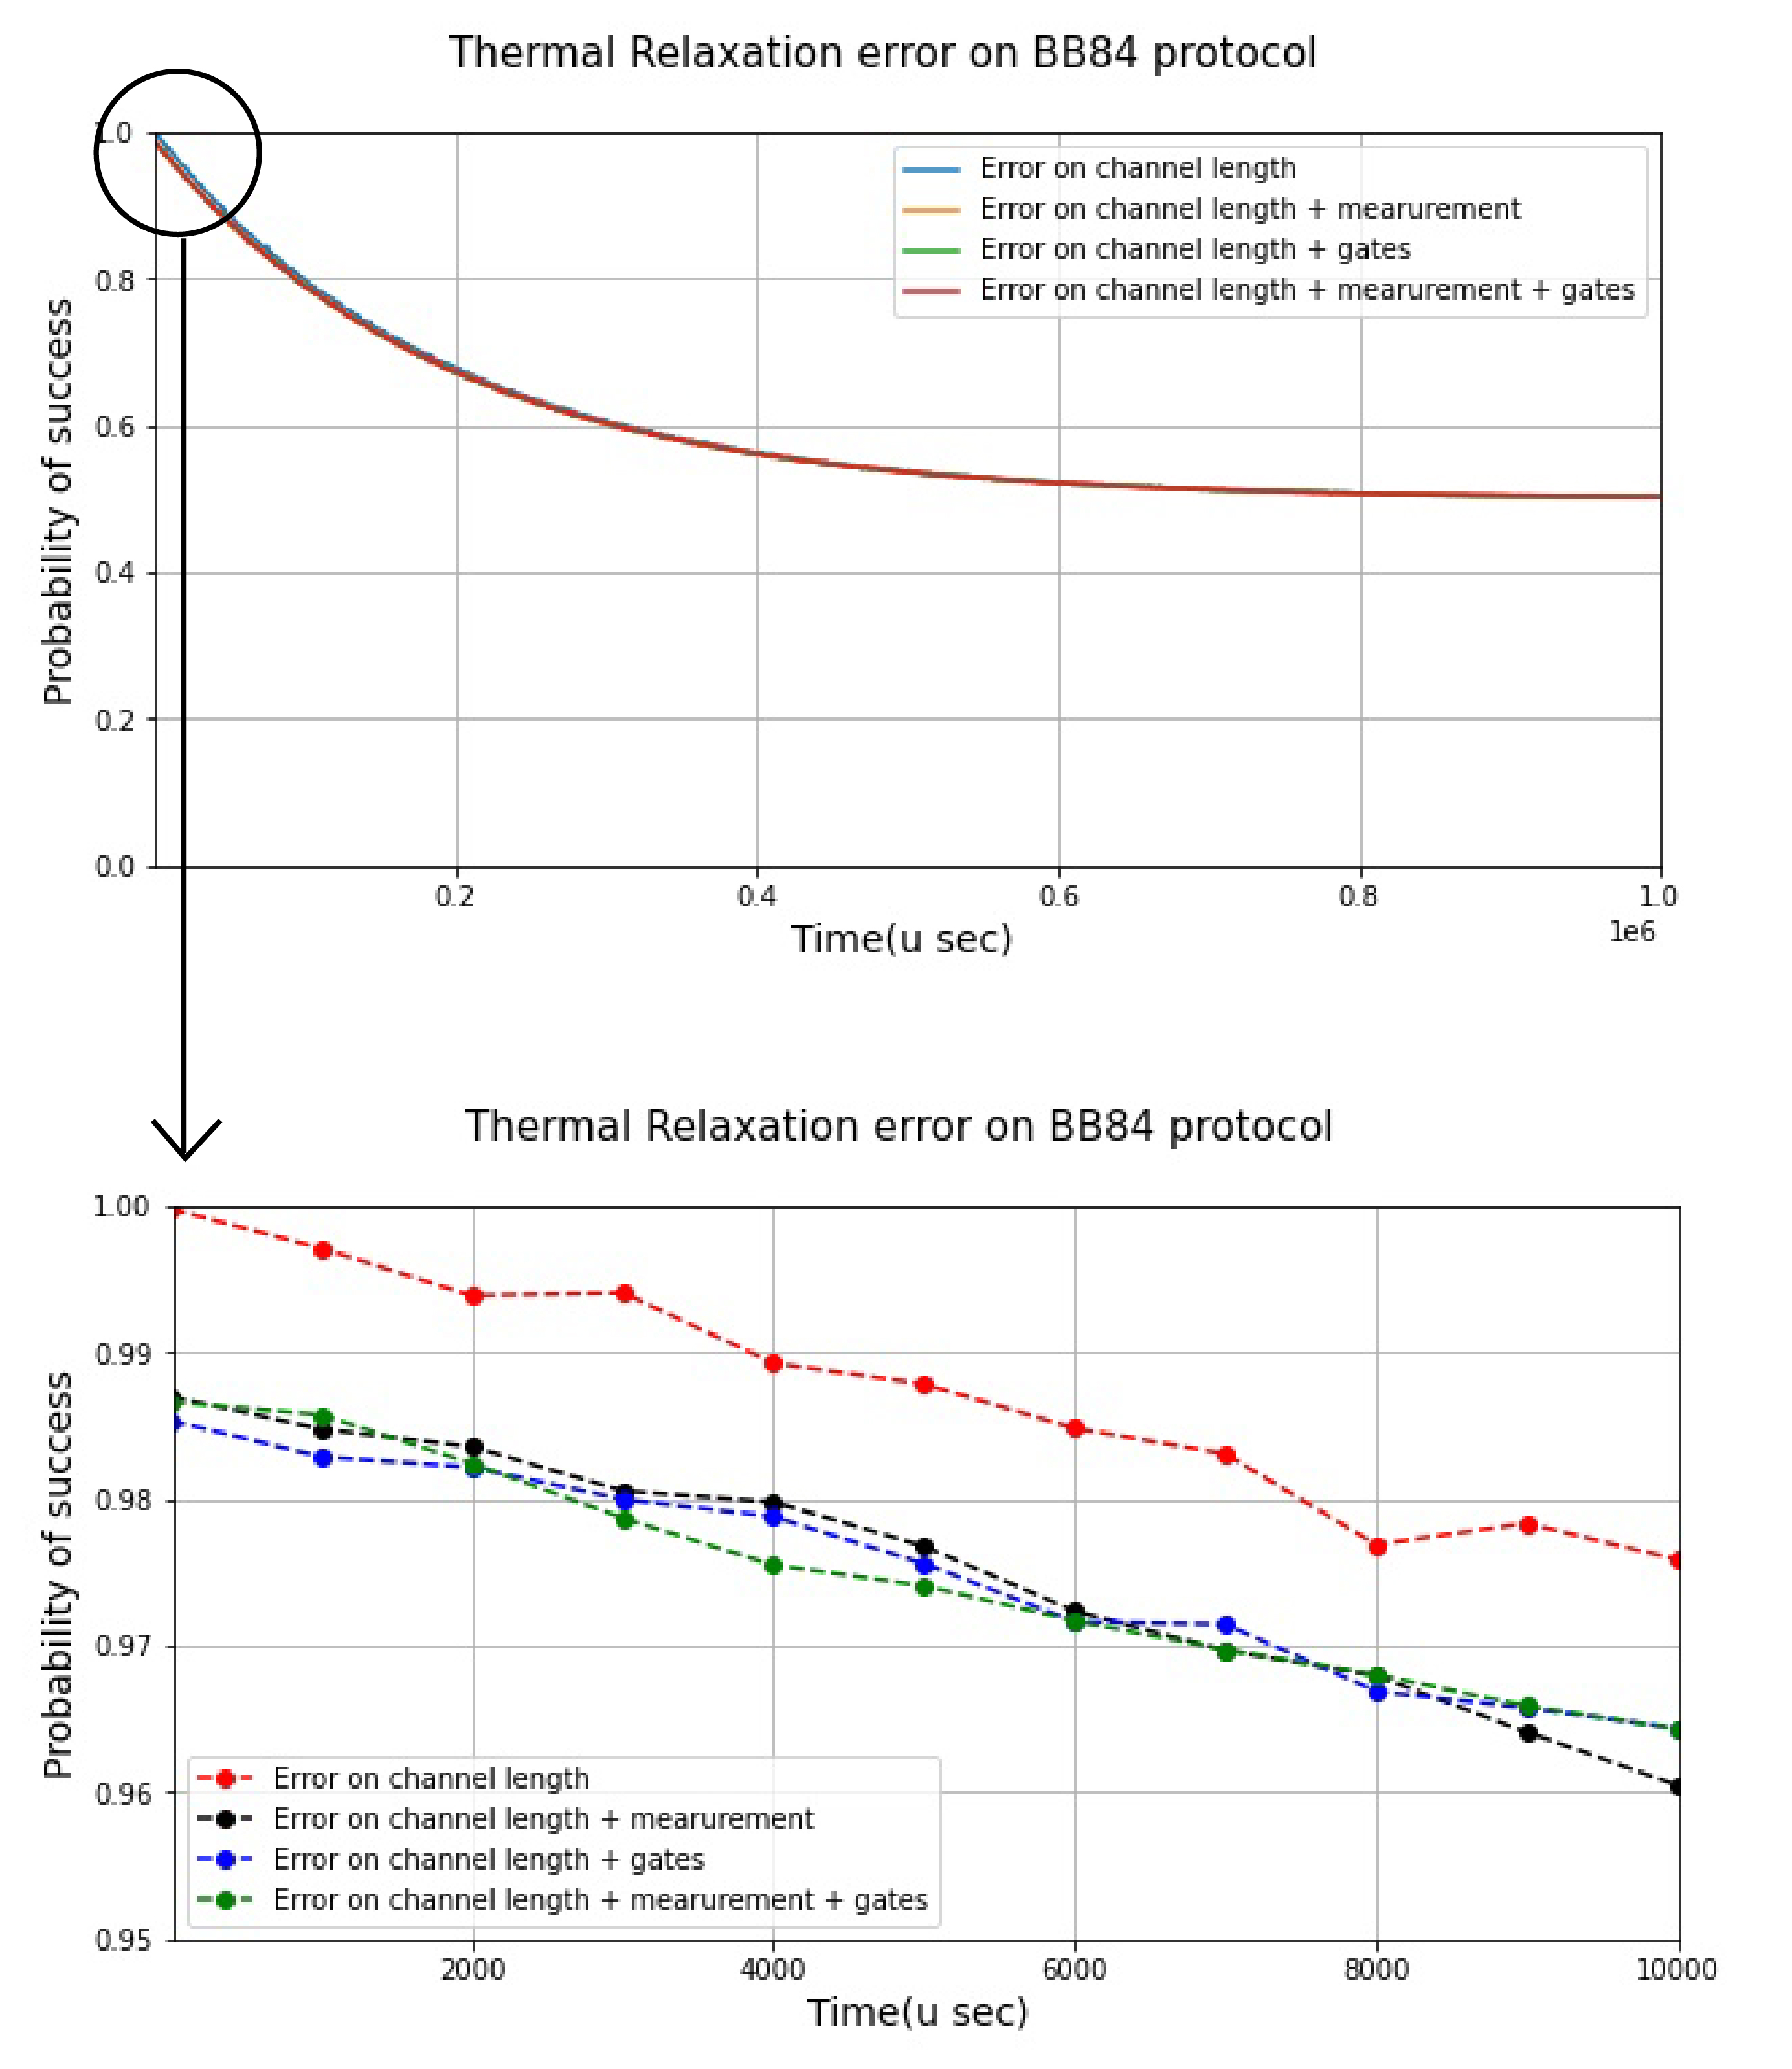 Thermal Relaxation error on BB84 protocol
Probability of success
1.0
0.8
0.6
0.4
0.2
0.0
Error on channel length
Error on channel length + mearurement
Error on channel length + gates
Error on channel length + mearurement + gates
0.2 0.4 0.6 0.8 1.0
1e6
Time(u sec)
Thermal Relaxation error on BB84 protocol
Probability of success
1.00
0.99
0.98
0.97
0.96
0.95
Error on channel length
Error on channel length + mearurement
Error on channel length + gates
Error on channel length + mearurement + gates
2000 4000 6000 8000 10000
Time(u sec)